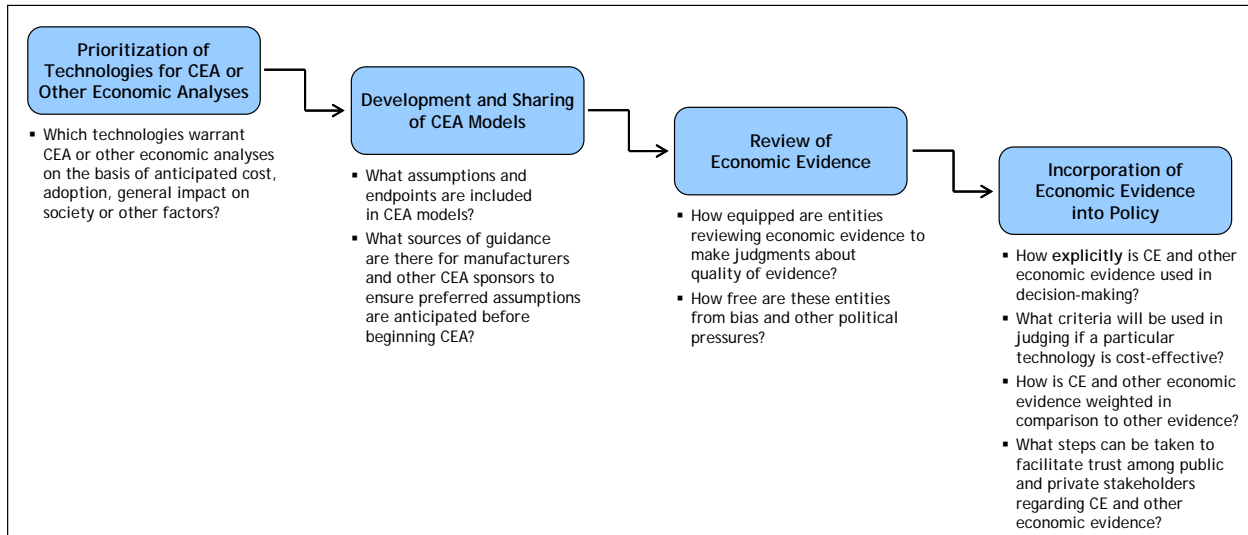 Prioritization of
Technologies for CEA or
Other Economic Analyses
▪ Which technologies warrant
CEA or other economic analyses
on the basis of anticipated cost,
adoption, general impact on
society or other factors?
Development and Sharing
of CEA Models
▪ What assumptions and
endpoints are included
in CEA models?
▪ What sources of guidance
are there for manufacturers
and other CEA sponsors to
ensure preferred assumptions
are anticipated before
beginning CEA?
Review of
Economic Evidence
▪ How equipped are entities
reviewing economic evidence to
make judgments about
quality of evidence?
▪ How free are these entities
from bias and other political
pressures?
Incorporation of
Economic Evidence
into Policy
▪ How explicitly is CE and other
economic evidence used in
decision-making?
▪ What criteria will be used in
judging if a particular
technology is cost-effective?
▪ How is CE and other economic
evidence weighted in
comparison to other evidence?
▪ What steps can be taken to
facilitate trust among public
and private stakeholders
regarding CE and other
economic evidence?